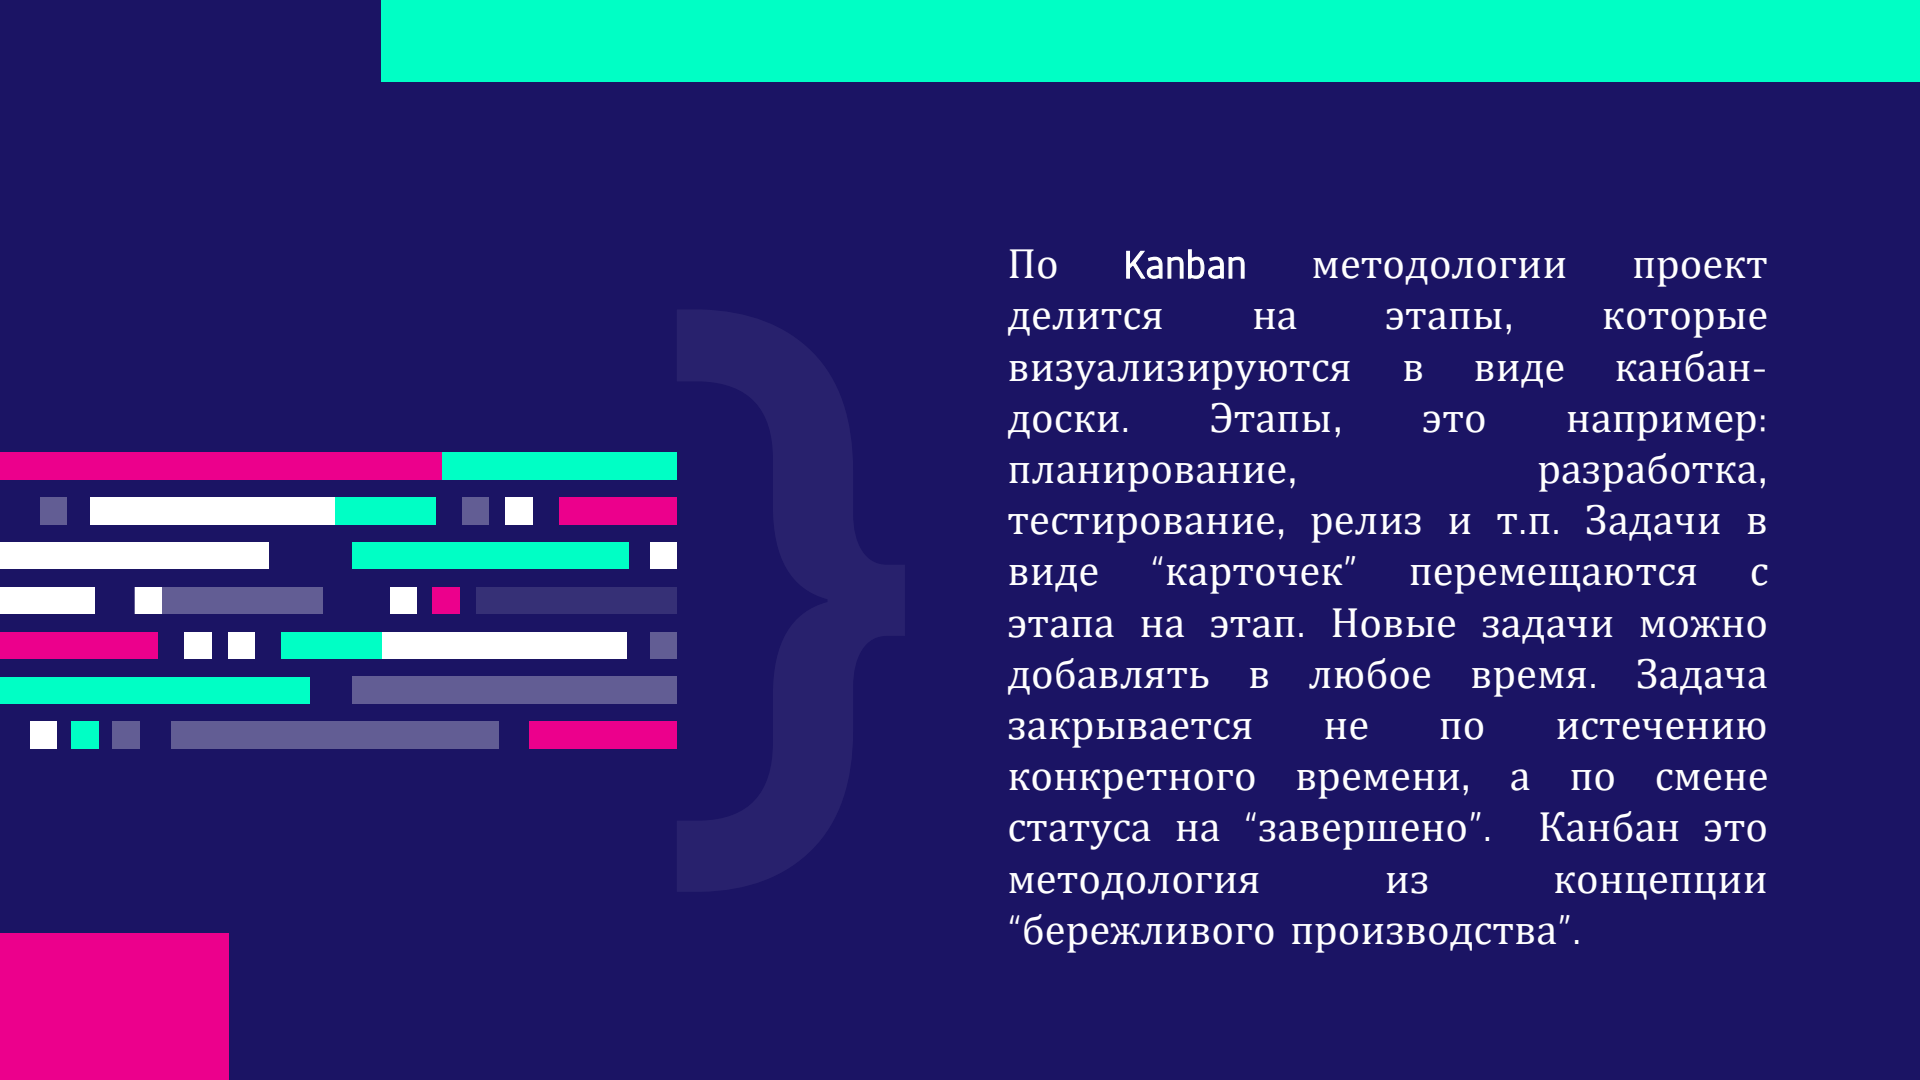 По Kanban методологии проект
делится на этапы, которые
визуализируются в виде канбан-
доски. Этапы, это например:
планирование, разработка,
тестирование, релиз и т.п. Задачи в
виде “карточек” перемещаются с
этапа на этап. Новые задачи можно
добавлять в любое время. Задача
закрывается не по истечению
конкретного времени, а по смене
статуса на “завершено”. Канбан это
методология из концепции
“бережливого производства”.